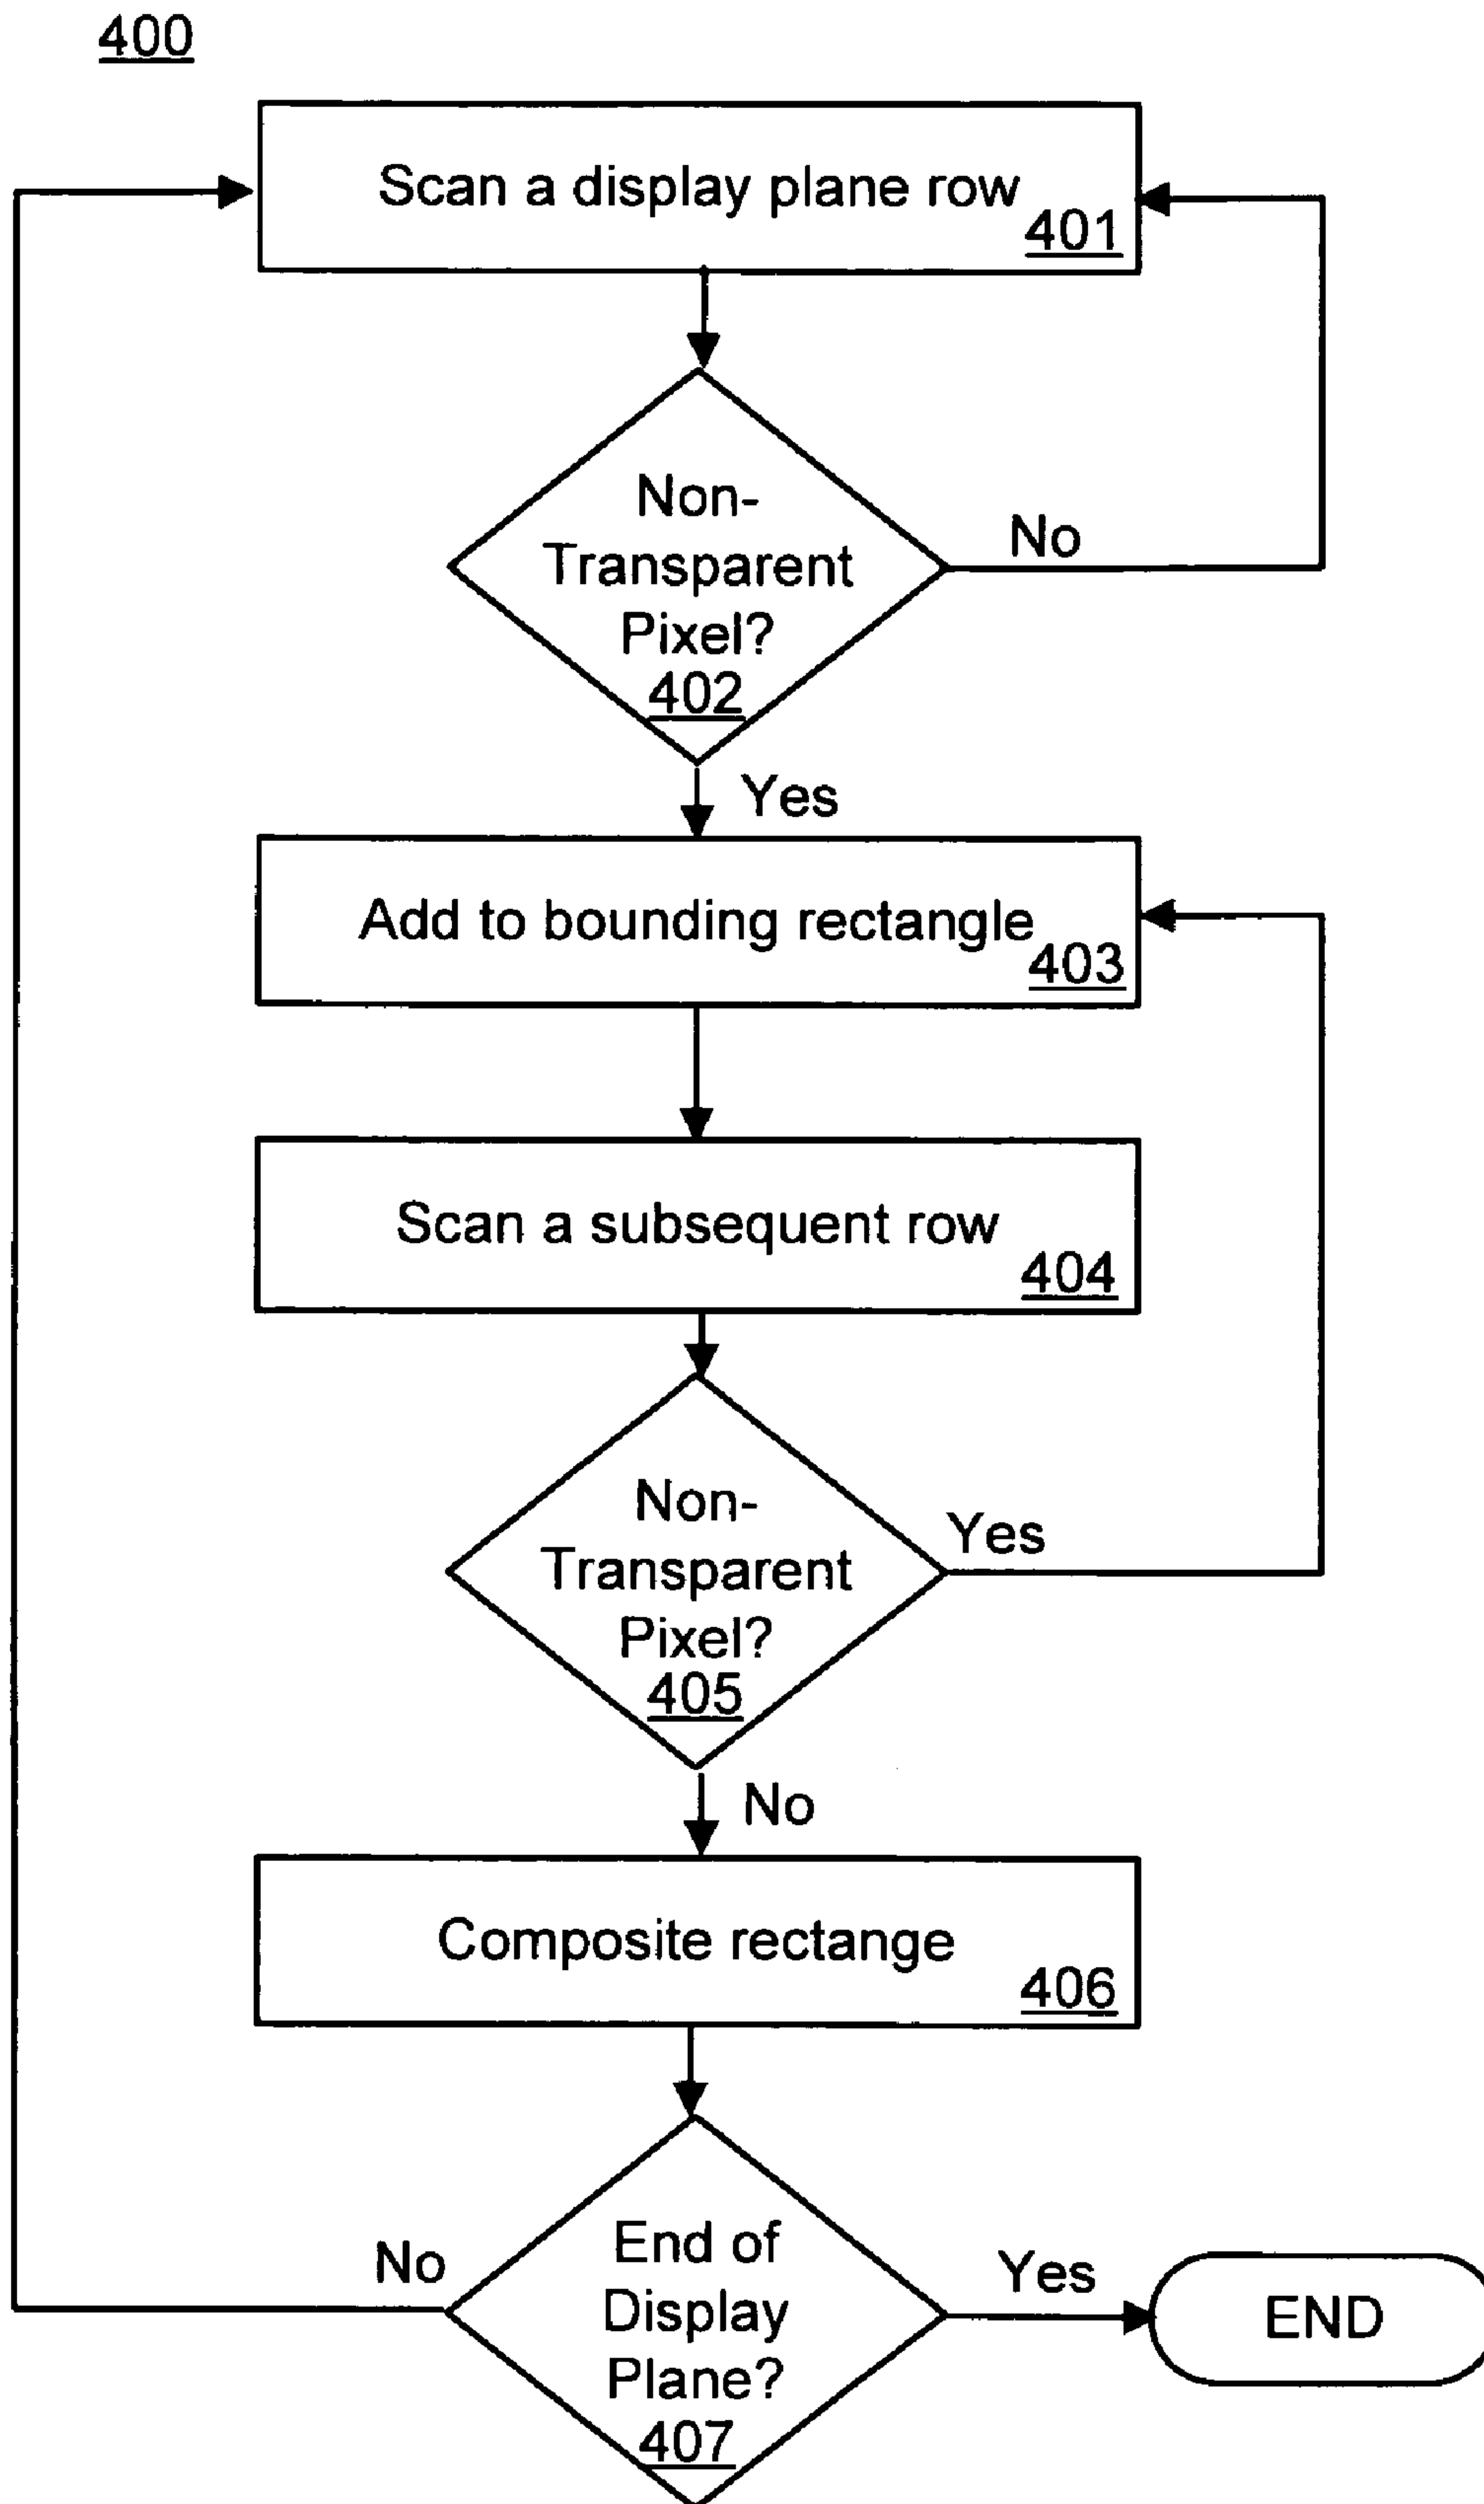 400
Scan a display plane row
401
Non-
Transparent
Pixel?
402
No
Yes
Add to bounding rectangle
403
Scan a subsequent row
404
Non-
Transparent
Pixel?
405
Yes
No
Composite rectange
406
No
End of
Display
Plane?
407
Yes
END